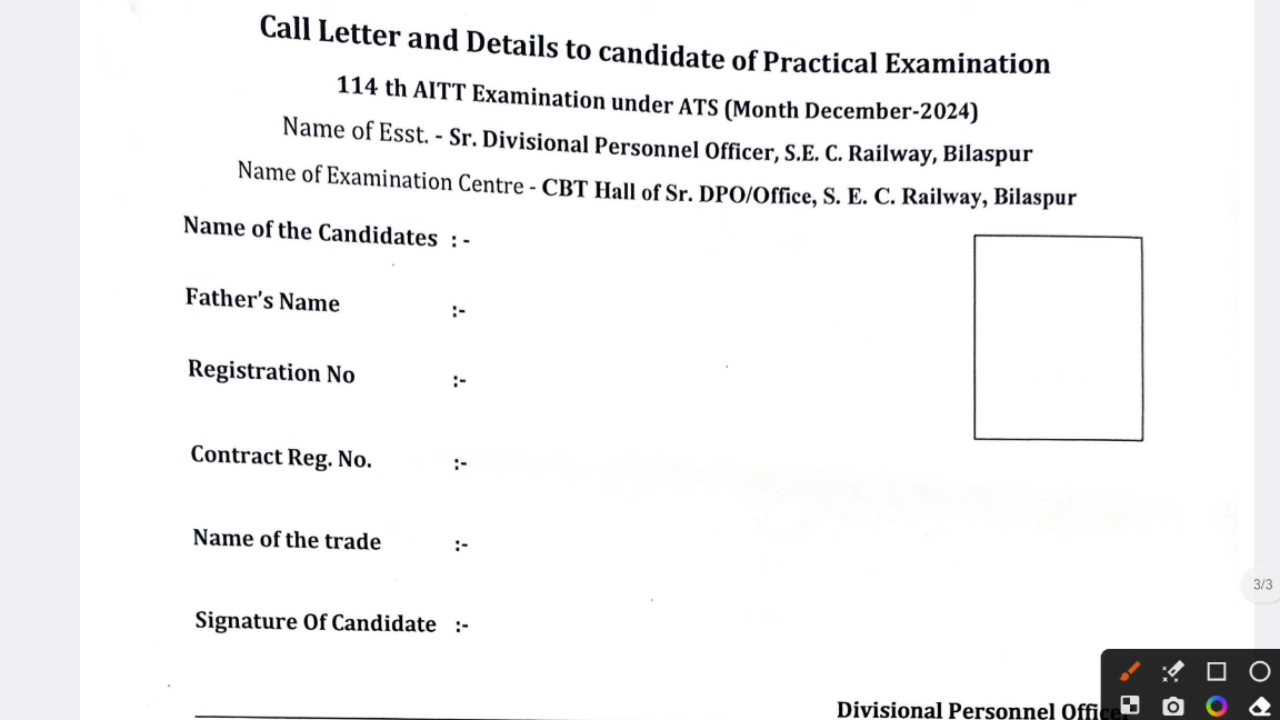 Call Letter and Details to candidate of Practical Examination
114 th AITT Examination under ATS (Month December-2024)
Name of Esst. - Sr. Divisional Personnel Officer, S.E. C. Railway, Bilaspur
Name of Examination Centre - CBT Hall of Sr. DPO/Office, S. E. C. Railway, Bilaspur
Name of the Candidates : -
Father's Name :-
Registration No :-
Contract Reg. No. :-
Name of the trade :-
3/3
Signature Of Candidate :-
Divisional Personnel Office